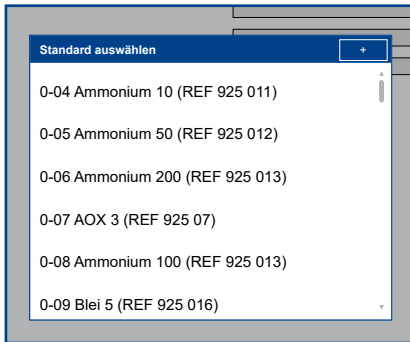 Standard auswählen +
0-04 Ammonium 10 (REF 925 011)
0-05 Ammonium 50 (REF 925 012)
0-06 Ammonium 200 (REF 925 013)
0-07 AOX 3 (REF 925 07)
0-08 Ammonium 100 (REF 925 013)
0-09 Blei 5 (REF 925 016)